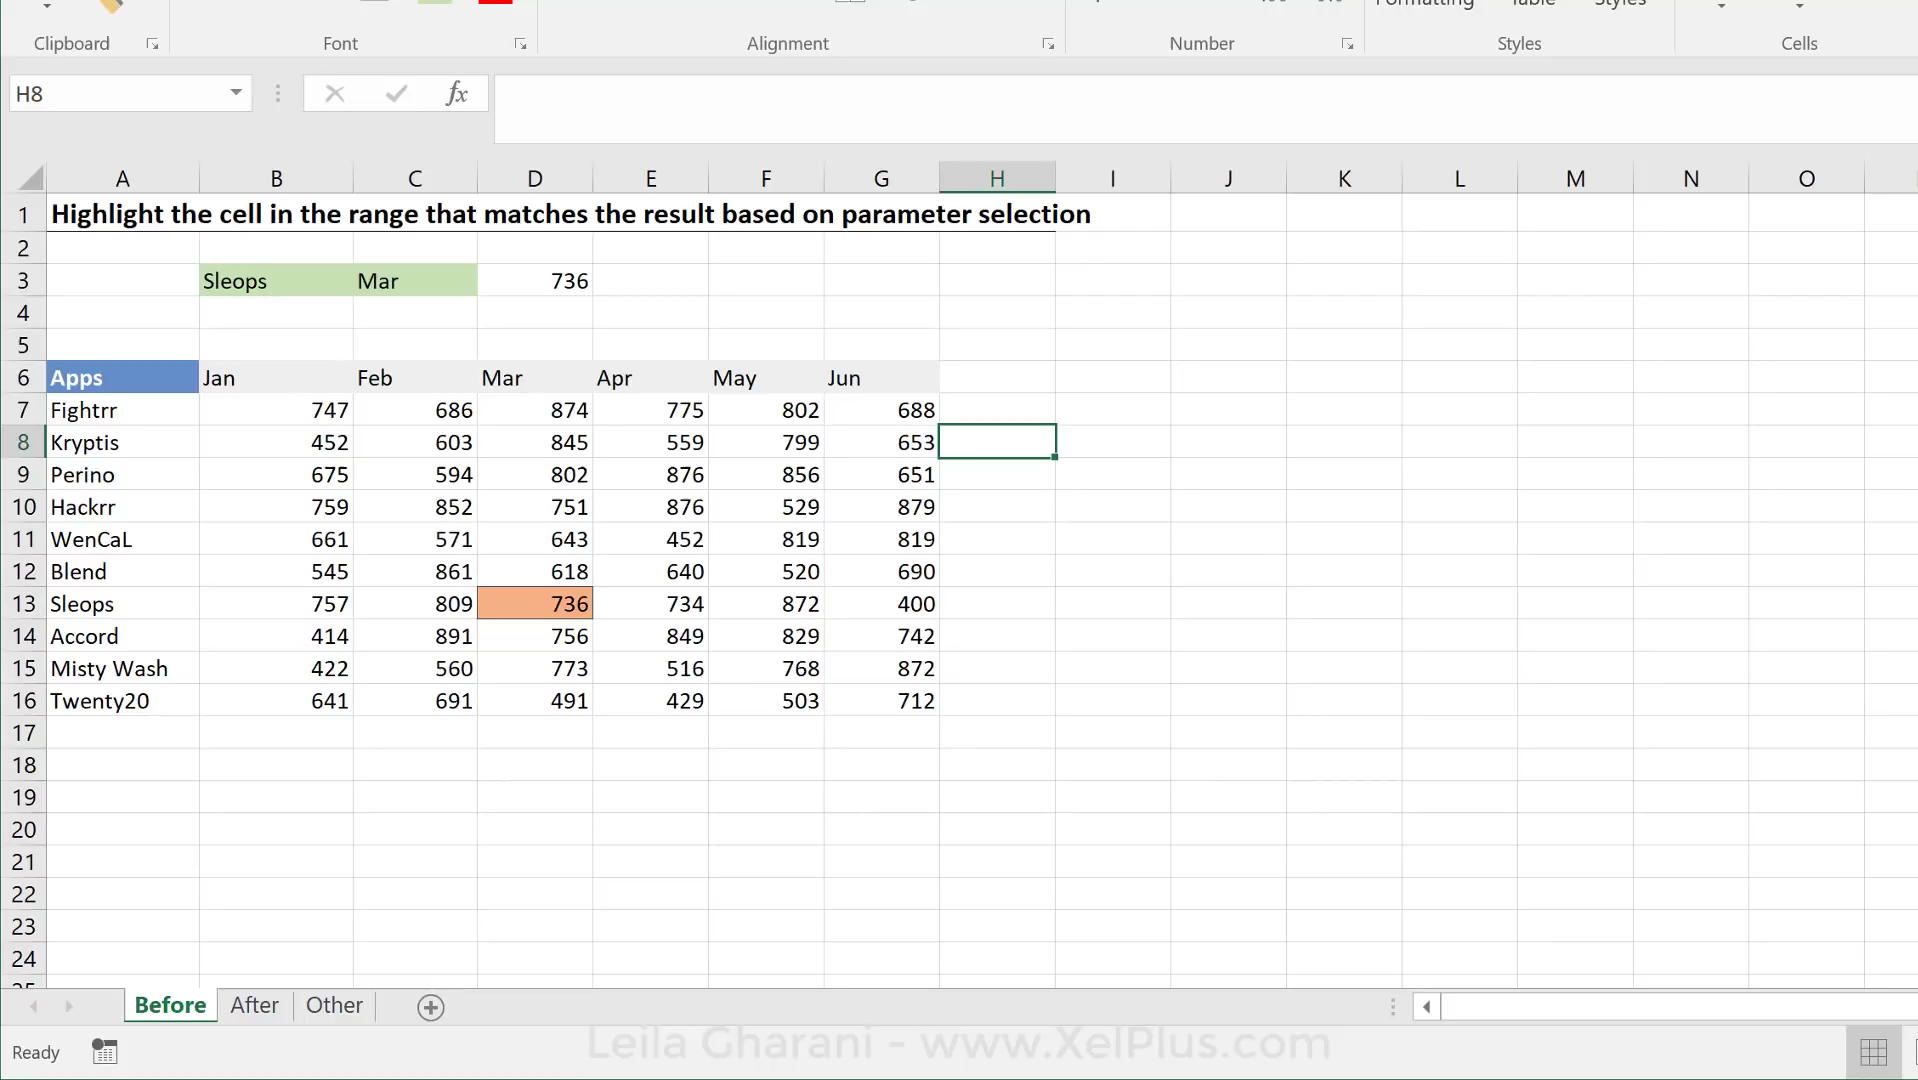 Formatting Table Styles
Clipboard Font Alignment Number Styles Cells
H8 fx
A B C D E F G H I J K L M N O
1 Highlight the cell in the range that matches the result based on parameter selection
2
3 Sleops Mar 736
4
5
6 Apps Jan Feb Mar Apr May Jun
7 Fightrr 747 686 874 775 802 688
8 Kryptis 452 603 845 559 799 653
9 Perino 675 594 802 876 856 651
10 Hackrr 759 852 751 876 529 879
11 WenCaL 661 571 643 452 819 819
12 Blend 545 861 618 640 520 690
13 Sleops 757 809 736 734 872 400
14 Accord 414 891 756 849 829 742
15 Misty Wash 422 560 773 516 768 872
16 Twenty20 641 691 491 429 503 712
17
18
19
20
21
22
23
24
25
Before After Other
Leila Gharani - www.XelPlus.com
Ready